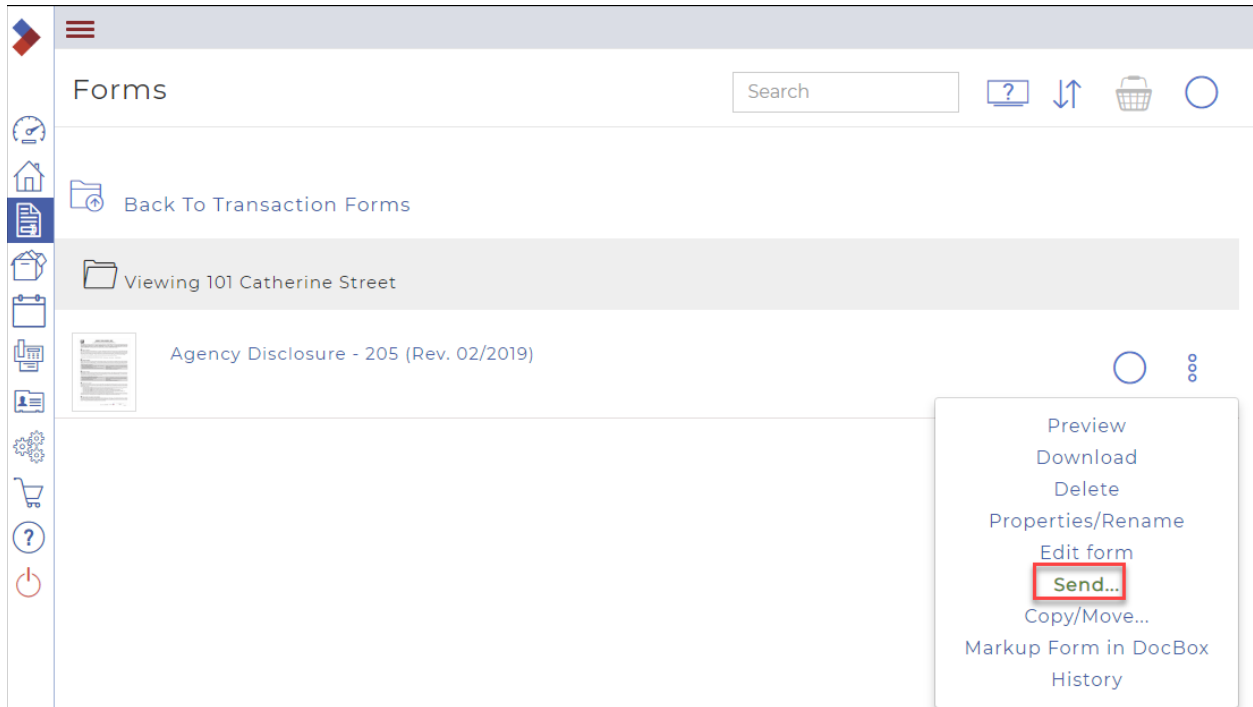 Forms
Search
?
Back To Transaction Forms
Viewing 101 Catherine Street
Agency Disclosure - 205 (Rev. 02/2019)
Preview
Download
Delete
Properties/Rename
Edit form
Send...
Copy/Move...
Markup Form in DocBox
History
?